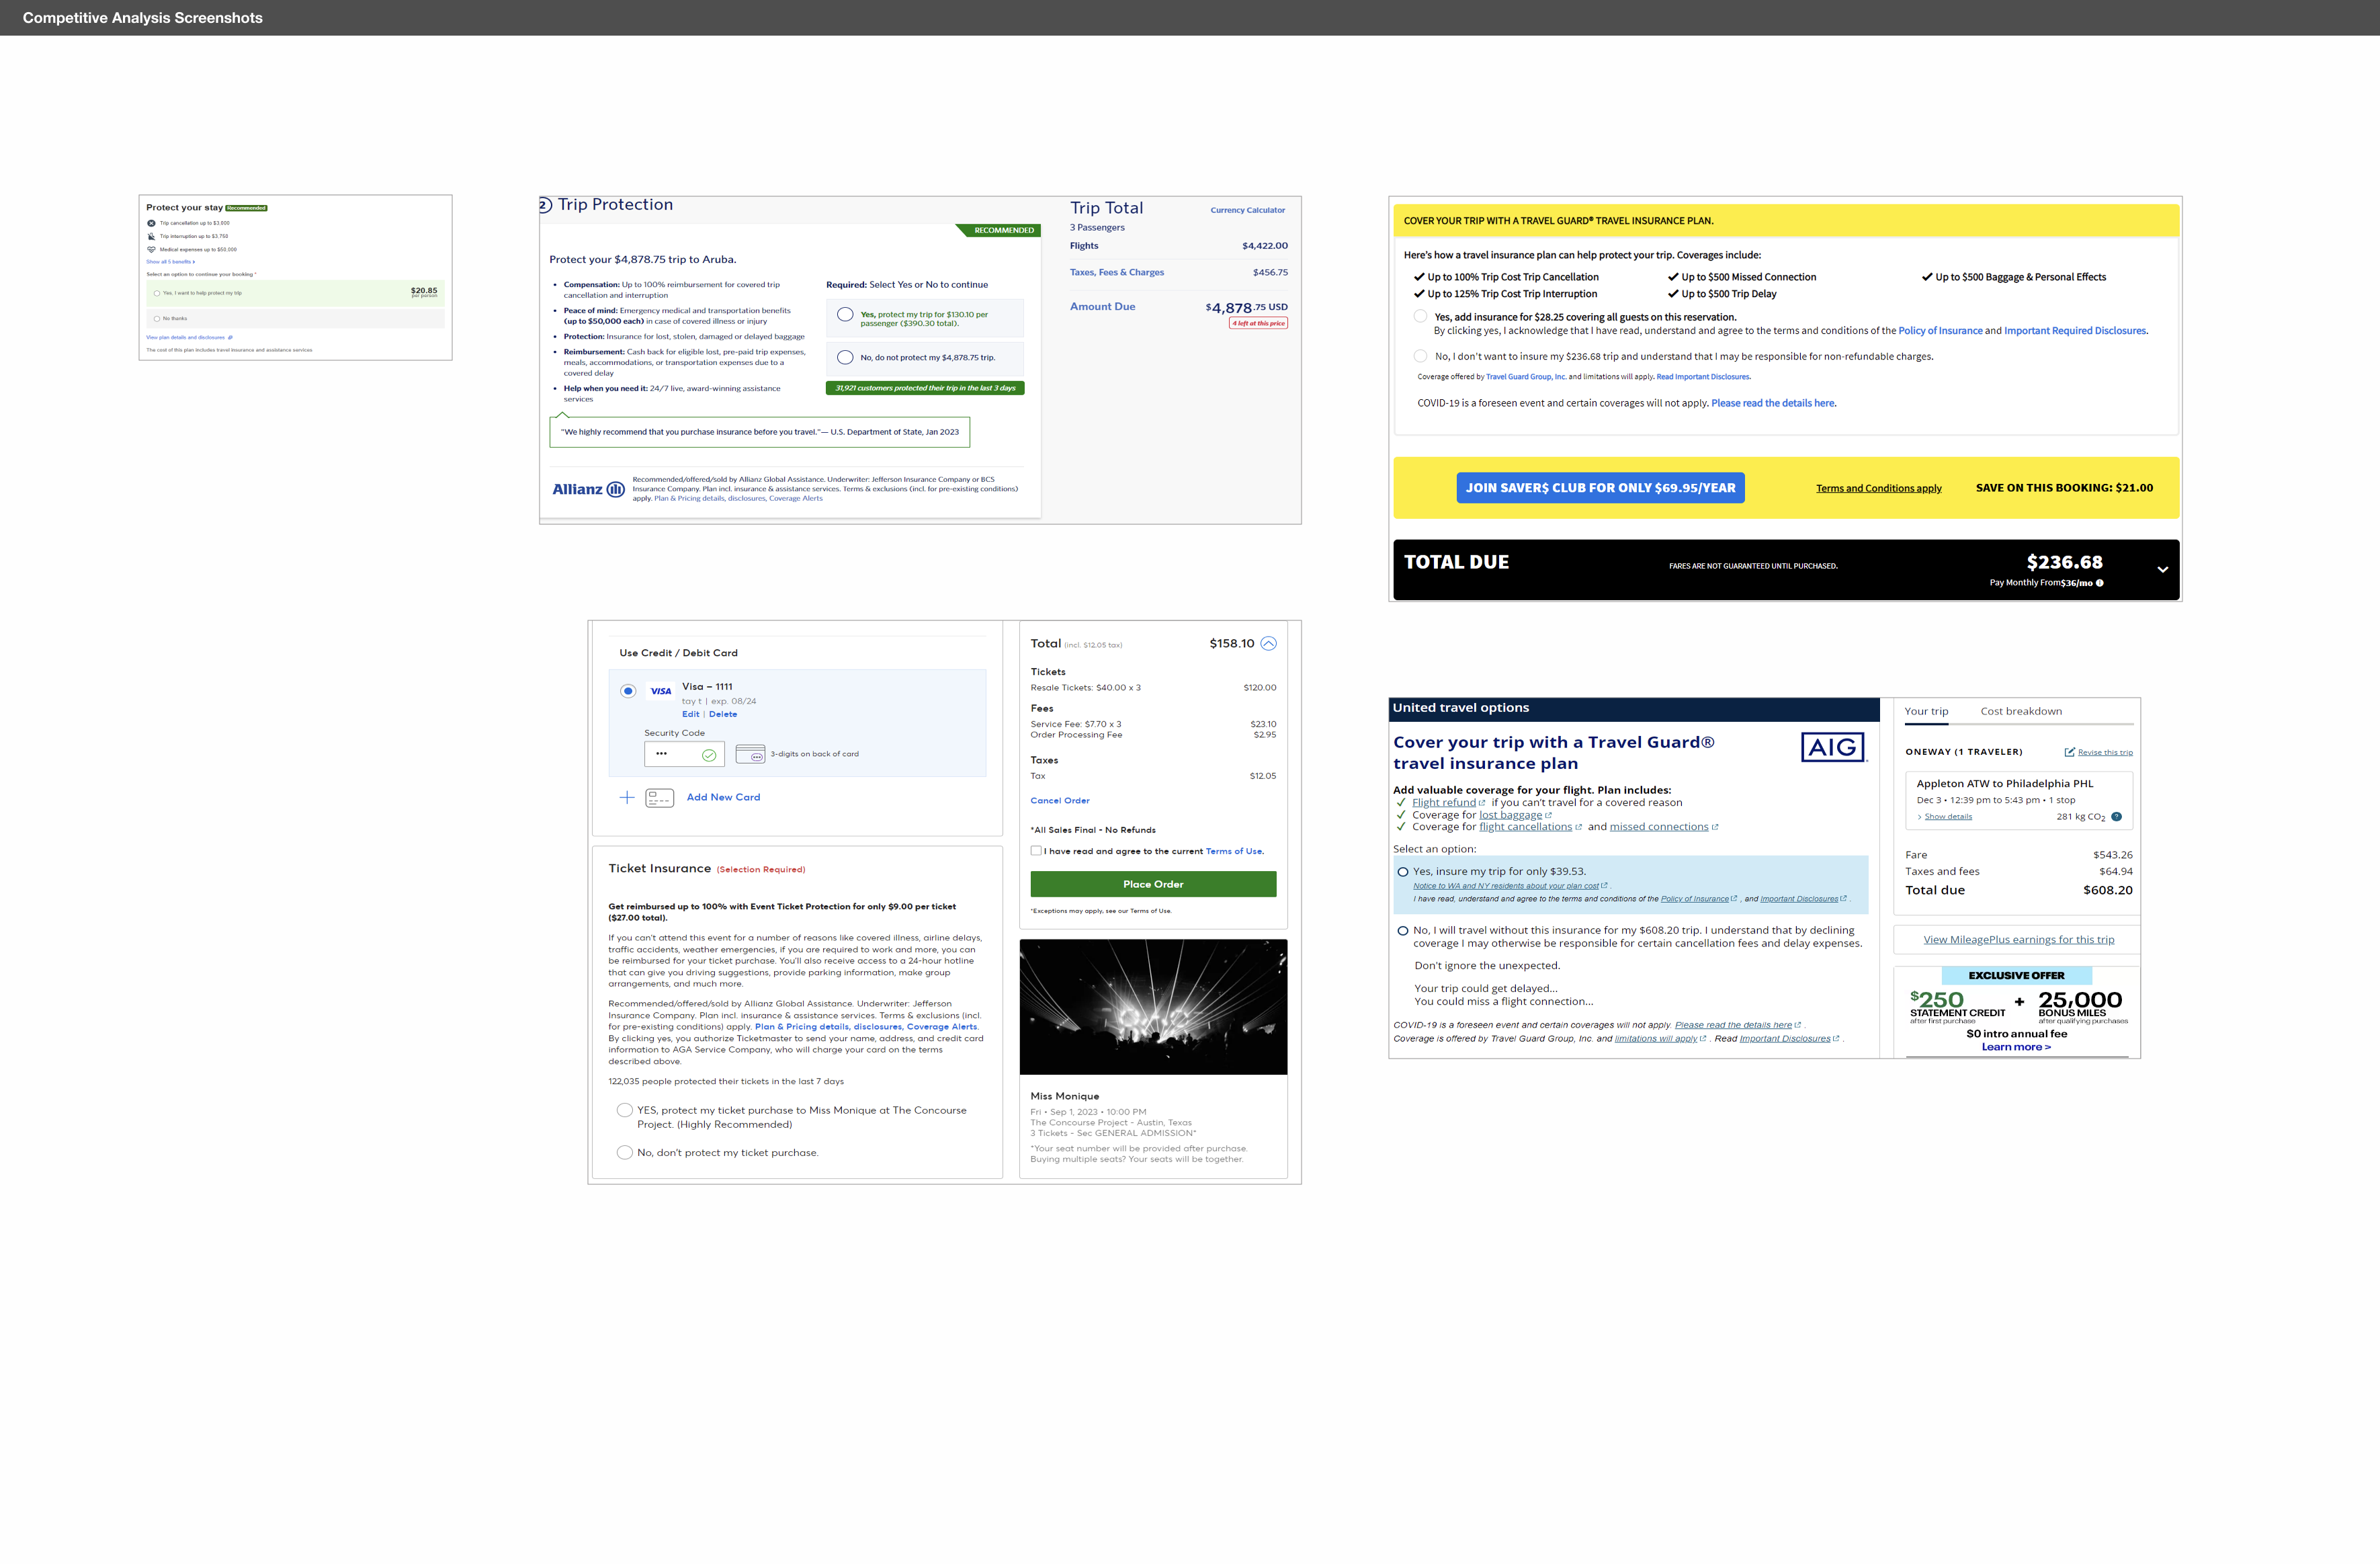 Competitive Analysis Screenshots
Protect your stay Recommended
Trip cancellation up to $3,000
Trip interruption up to $3,750
Medical expenses up to $50,000
Show all 5 benefits
Select an option to continue your booking *
Yes, I want to help protect my trip
$20.85
per person
No thanks
View plan details and disclosures
The cost of this plan includes travel insurance and assistance services
2 Trip Protection
RECOMMENDED
Protect your $4,878.75 trip to Aruba.
• Compensation: Up to 100% reimbursement for covered trip
cancellation and interruption
• Peace of mind: Emergency medical and transportation benefits
(up to $50,000 each) in case of covered illness or injury
• Protection: Insurance for lost, stolen, damaged or delayed baggage
• Reimbursement: Cash back for eligible lost, pre-paid trip expenses,
meals, accommodations, or transportation expenses due to a
covered delay
• Help when you need it: 24/7 live, award-winning assistance
services
Required: Select Yes or No to continue
Yes, protect my trip for $130.10 per
passenger ($390.30 total).
No, do not protect my $4,878.75 trip.
31,921 customers protected their trip in the last 3 days
"We highly recommend that you purchase insurance before you travel."— U.S. Department of State, Jan 2023
Allianz
Recommended/offered/sold by Allianz Global Assistance. Underwriter: Jefferson Insurance Company or BCS
Insurance Company. Plan incl. insurance & assistance services. Terms & exclusions (incl. for pre-existing conditions)
apply. Plan & Pricing details, disclosures, Coverage Alerts
Trip Total
Currency Calculator
3 Passengers
Flights $4,422.00
Taxes, Fees & Charges $456.75
Amount Due $4,878.75 USD
4 left at this price
COVER YOUR TRIP WITH A TRAVEL GUARD® TRAVEL INSURANCE PLAN.
Here's how a travel insurance plan can help protect your trip. Coverages include:
Up to 100% Trip Cost Trip Cancellation
Up to $500 Missed Connection
Up to $500 Baggage & Personal Effects
Up to 125% Trip Cost Trip Interruption
Up to $500 Trip Delay
Yes, add insurance for $28.25 covering all guests on this reservation.
By clicking yes, I acknowledge that I have read, understand and agree to the terms and conditions of the Policy of Insurance and Important Required Disclosures.
No, I don't want to insure my $236.68 trip and understand that I may be responsible for non-refundable charges.
Coverage offered by Travel Guard Group, Inc. and limitations will apply. Read Important Disclosures.
COVID-19 is a foreseen event and certain coverages will not apply. Please read the details here.
JOIN SAVER$ CLUB FOR ONLY $69.95/YEAR
Terms and Conditions apply
SAVE ON THIS BOOKING: $21.00
TOTAL DUE
FARES ARE NOT GUARANTEED UNTIL PURCHASED.
$236.68
Pay Monthly From$36/mo
Use Credit / Debit Card
VISA
Visa – 1111
tay t | exp. 08/24
Edit | Delete
Security Code
•••
3-digits on back of card
Add New Card
Ticket Insurance (Selection Required)
Get reimbursed up to 100% with Event Ticket Protection for only $9.00 per ticket
($27.00 total).
If you can't attend this event for a number of reasons like covered illness, airline delays,
traffic accidents, weather emergencies, if you are required to work and more, you can
be reimbursed for your ticket purchase. You'll also receive access to a 24-hour hotline
that can give you driving suggestions, provide parking information, make group
arrangements, and much more.
Recommended/offered/sold by Allianz Global Assistance. Underwriter: Jefferson
Insurance Company. Plan incl. insurance & assistance services. Terms & exclusions (incl.
for pre-existing conditions) apply. Plan & Pricing details, disclosures, Coverage Alerts.
By clicking yes, you authorize Ticketmaster to send your name, address, and credit card
information to AGA Service Company, who will charge your card on the terms
described above.
122,035 people protected their tickets in the last 7 days
YES, protect my ticket purchase to Miss Monique at The Concourse
Project. (Highly Recommended)
No, don't protect my ticket purchase.
Total (incl. $12.05 tax) $158.10
Tickets
Resale Tickets: $40.00 x 3 $120.00
Fees
Service Fee: $7.70 x 3 $23.10
Order Processing Fee $2.95
Taxes
Tax $12.05
Cancel Order
*All Sales Final - No Refunds
I have read and agree to the current Terms of Use.
Place Order
*Exceptions may apply, see our Terms of Use.
Miss Monique
Fri • Sep 1, 2023 • 10:00 PM
The Concourse Project - Austin, Texas
3 Tickets - Sec GENERAL ADMISSION*
*Your seat number will be provided after purchase.
Buying multiple seats? Your seats will be together.
United travel options
Cover your trip with a Travel Guard®
travel insurance plan
AIG
Add valuable coverage for your flight. Plan includes:
Flight refund if you can't travel for a covered reason
Coverage for lost baggage
Coverage for flight cancellations and missed connections
Select an option:
Yes, insure my trip for only $39.53.
Notice to WA and NY residents about your plan cost .
I have read, understand and agree to the terms and conditions of the Policy of Insurance , and Important Disclosures .
No, I will travel without this insurance for my $608.20 trip. I understand that by declining
coverage I may otherwise be responsible for certain cancellation fees and delay expenses.
Don't ignore the unexpected.
Your trip could get delayed...
You could miss a flight connection...
COVID-19 is a foreseen event and certain coverages will not apply. Please read the details here .
Coverage is offered by Travel Guard Group, Inc. and limitations will apply . Read Important Disclosures .
Your trip
Cost breakdown
ONEWAY (1 TRAVELER)
Revise this trip
Appleton ATW to Philadelphia PHL
Dec 3 • 12:39 pm to 5:43 pm • 1 stop
> Show details
281 kg CO2 ?
Fare $543.26
Taxes and fees $64.94
Total due $608.20
View MileagePlus earnings for this trip
EXCLUSIVE OFFER
$250 + 25,000
STATEMENT CREDIT BONUS MILES
after first purchase after qualifying purchases
$0 intro annual fee
Learn more >